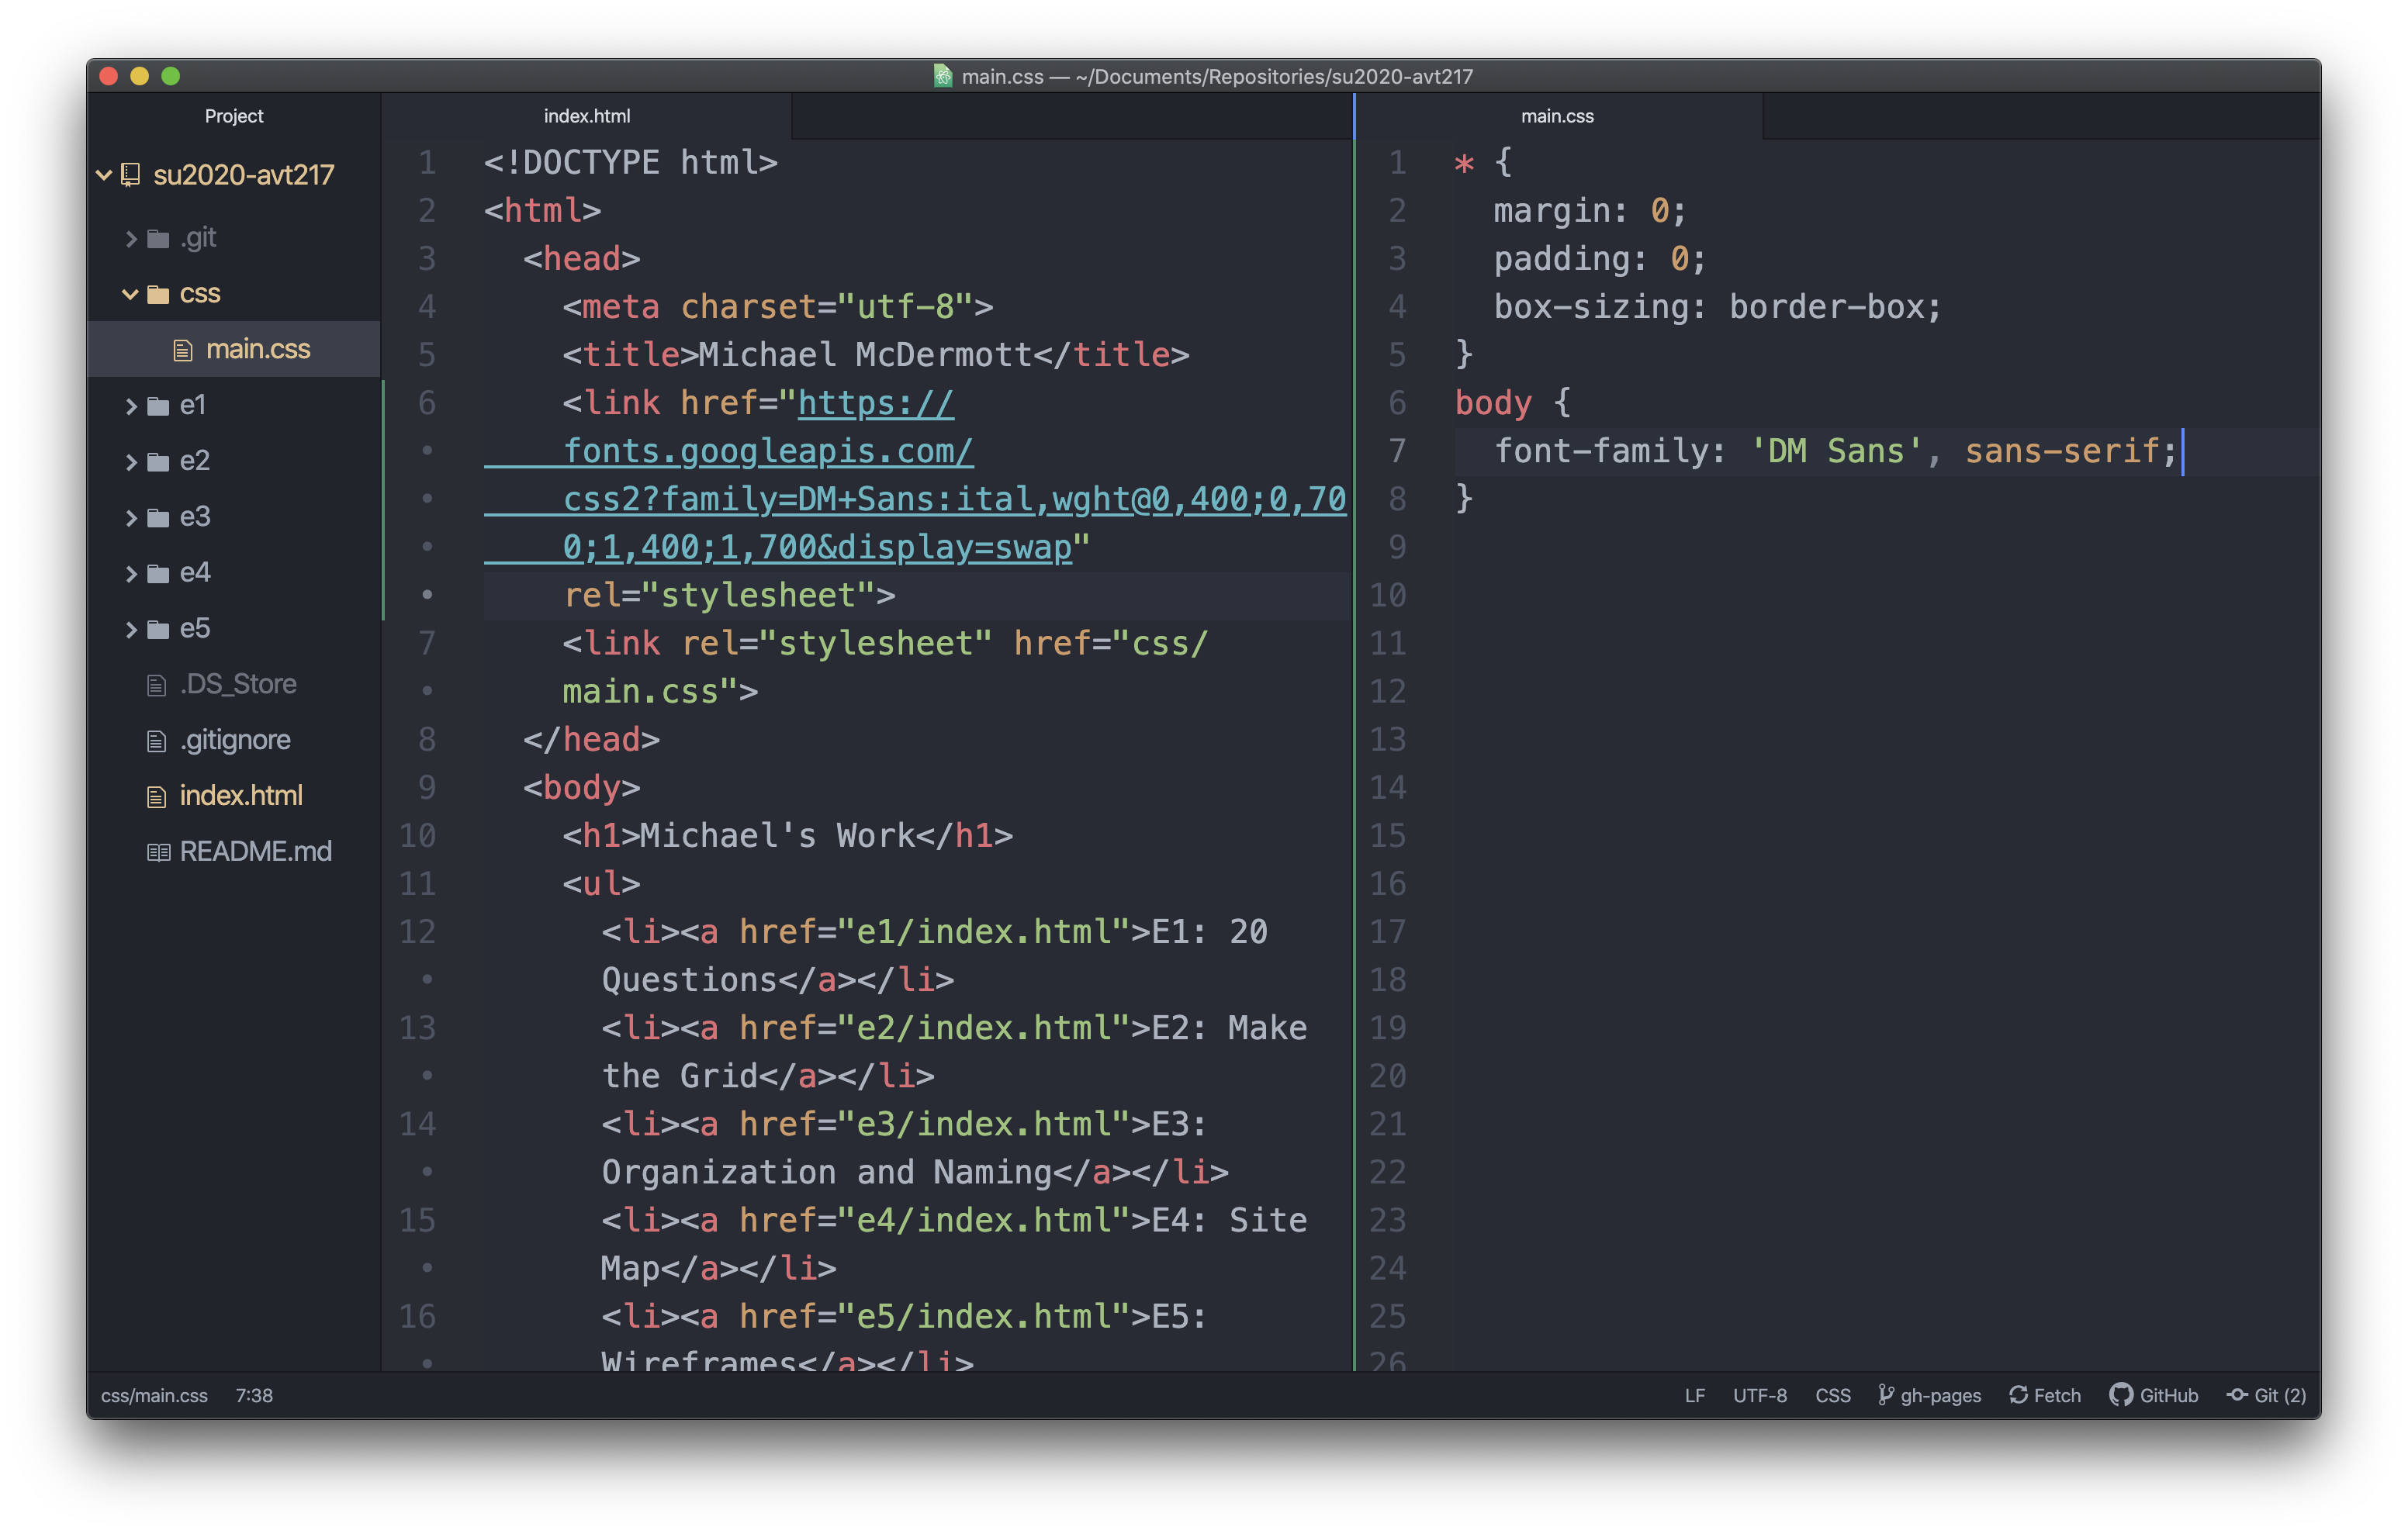 main.css — ~/Documents/Repositories/su2020-avt217
Project
su2020-avt217
.git
css
main.css
e1
e2
e3
e4
e5
.DS_Store
.gitignore
index.html
README.md
index.html
1 <!DOCTYPE html>
2 <html>
3 <head>
4 <meta charset="utf-8">
5 <title>Michael McDermott</title>
6 <link href="https://
• fonts.googleapis.com/
• css2?family=DM+Sans:ital,wght@0,400;0,70
• 0;1,400;1,700&display=swap"
• rel="stylesheet">
7 <link rel="stylesheet" href="css/
• main.css">
8 </head>
9 <body>
10 <h1>Michael's Work</h1>
11 <ul>
12 <li><a href="e1/index.html">E1: 20
• Questions</a></li>
13 <li><a href="e2/index.html">E2: Make
• the Grid</a></li>
14 <li><a href="e3/index.html">E3:
• Organization and Naming</a></li>
15 <li><a href="e4/index.html">E4: Site
• Map</a></li>
16 <li><a href="e5/index.html">E5:
• Wireframes</a></li>
main.css
1 * {
2 margin: 0;
3 padding: 0;
4 box-sizing: border-box;
5 }
6 body {
7 font-family: 'DM Sans', sans-serif;
8 }
9
10
11
12
13
14
15
16
17
18
19
20
21
22
23
24
25
26
css/main.css 7:38 LF UTF-8 CSS gh-pages Fetch GitHub Git (2)